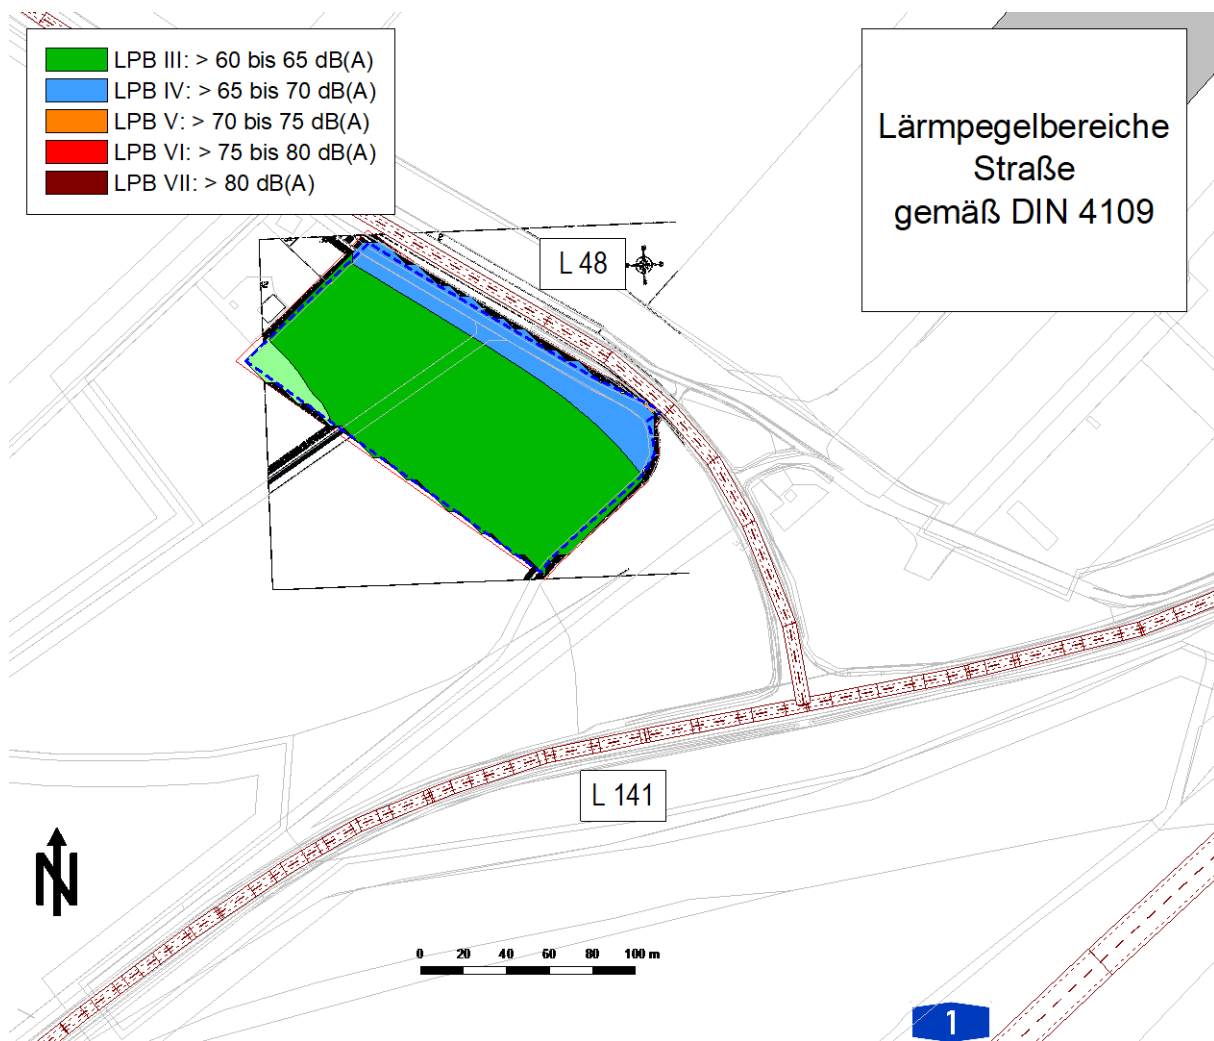 LPB III: > 60 bis 65 dB(A)
LPB IV: > 65 bis 70 dB(A)
LPB V: > 70 bis 75 dB(A)
LPB VI: > 75 bis 80 dB(A)
LPB VII: > 80 dB(A)
Lärmpegelbereiche
Straße
gemäß DIN 4109
L 48
L 141
N
0 20 40 60 80 100 m
1